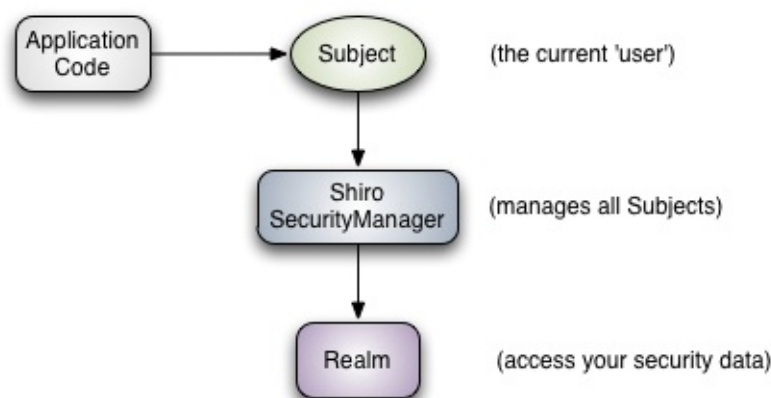 Application
Code
Subject
(the current 'user')
Shiro
SecurityManager
(manages all Subjects)
Realm
(access your security data)